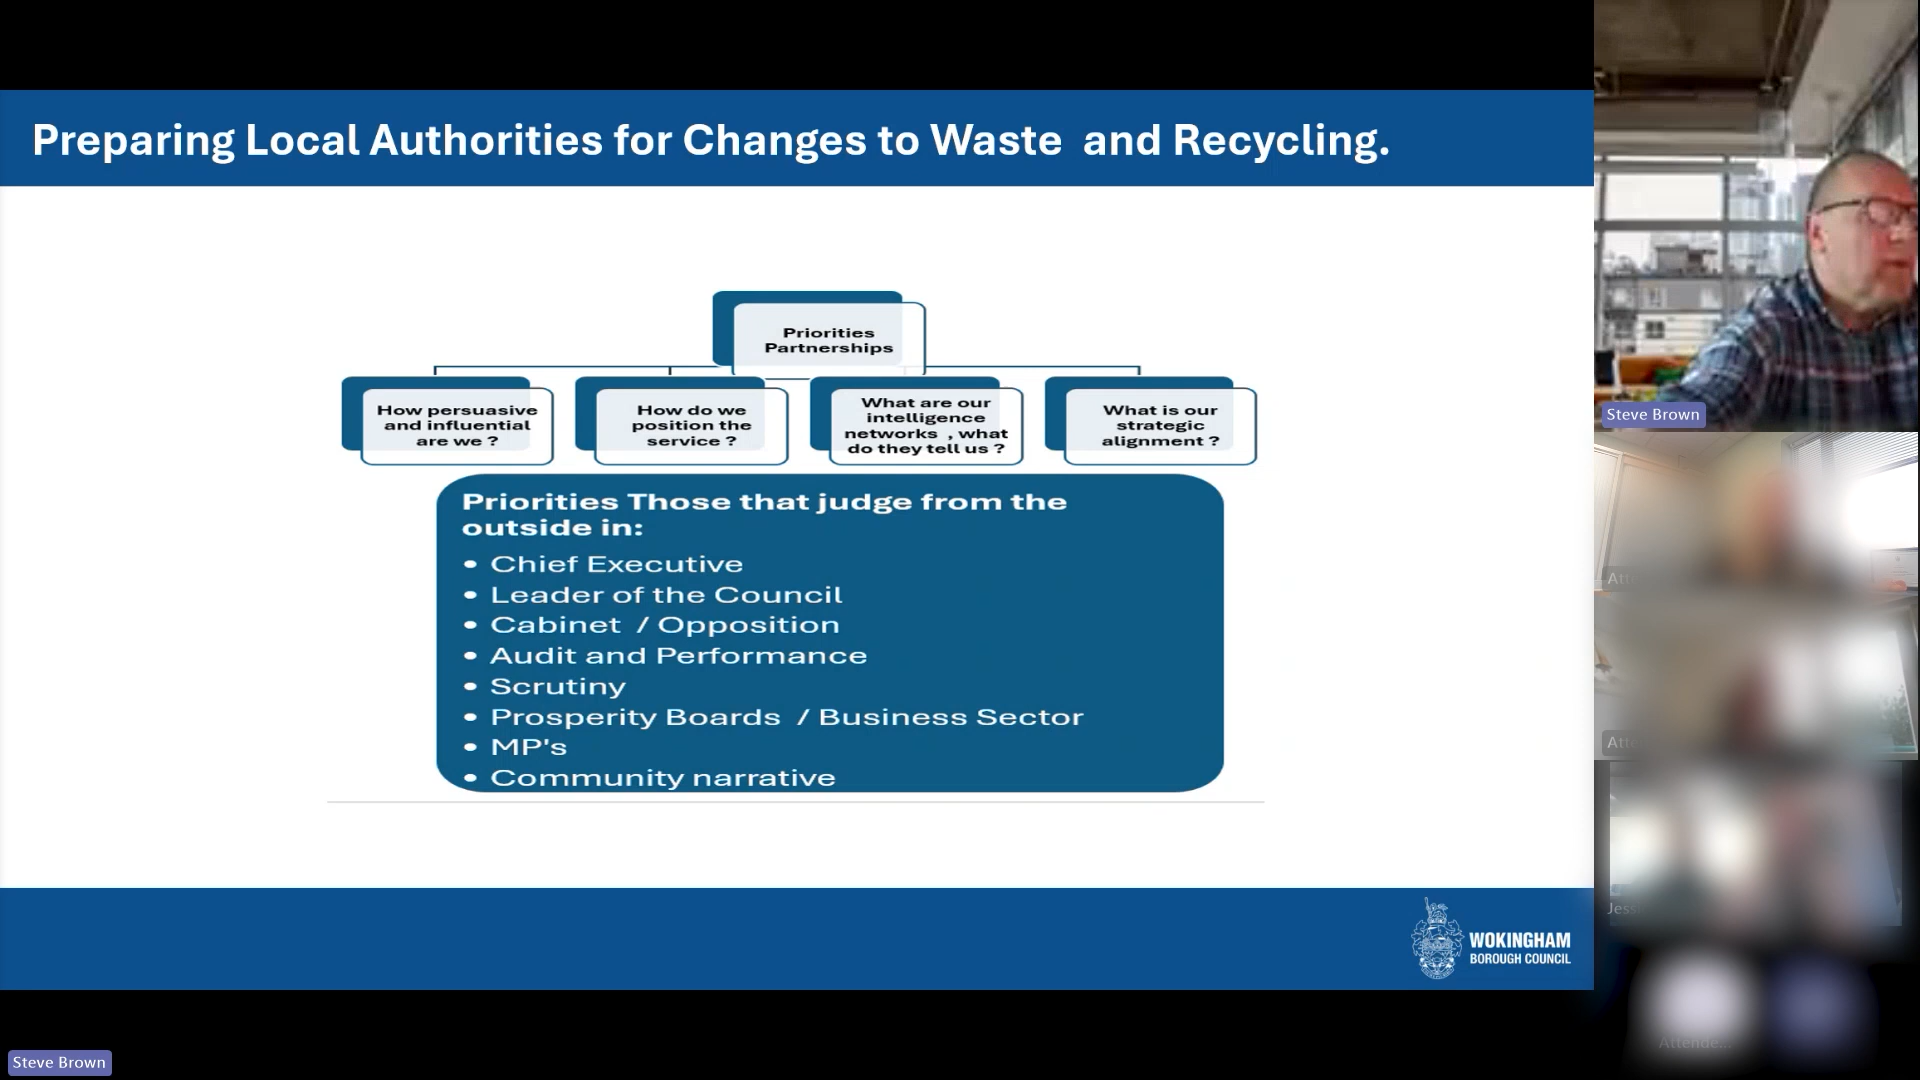 Preparing Local Authorities for Changes to Waste  and Recycling.
Priorities
Partnerships
How persuasive
and influential
are we ?
How do we
position the
service ?
What are our
intelligence
networks  , what
do they tell us ?
What is our
strategic
alignment ?
Priorities Those that judge from the
outside in:
• Chief Executive
• Leader of the Council
• Cabinet  / Opposition
• Audit and Performance
• Scrutiny
• Prosperity Boards  / Business Sector
• MP's
• Community narrative
WOKINGHAM
BOROUGH COUNCIL
Steve Brown
Steve Brown